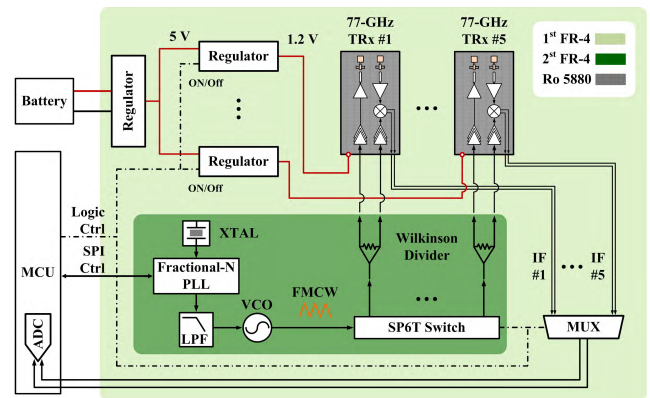 77-GHz
TRx #1
77-GHz
TRx #5
1st FR-4
2nd FR-4
Ro 5880
5 V
1.2 V
Regulator
ON/Off
Battery
Regulator
Regulator
ON/Off
Logic
Ctrl
SPI
Ctrl
MCU
ADC
XTAL
Fractional-N
PLL
LPF
VCO
FMCW
Wilkinson
Divider
SP6T Switch
IF
#1
IF
#5
MUX